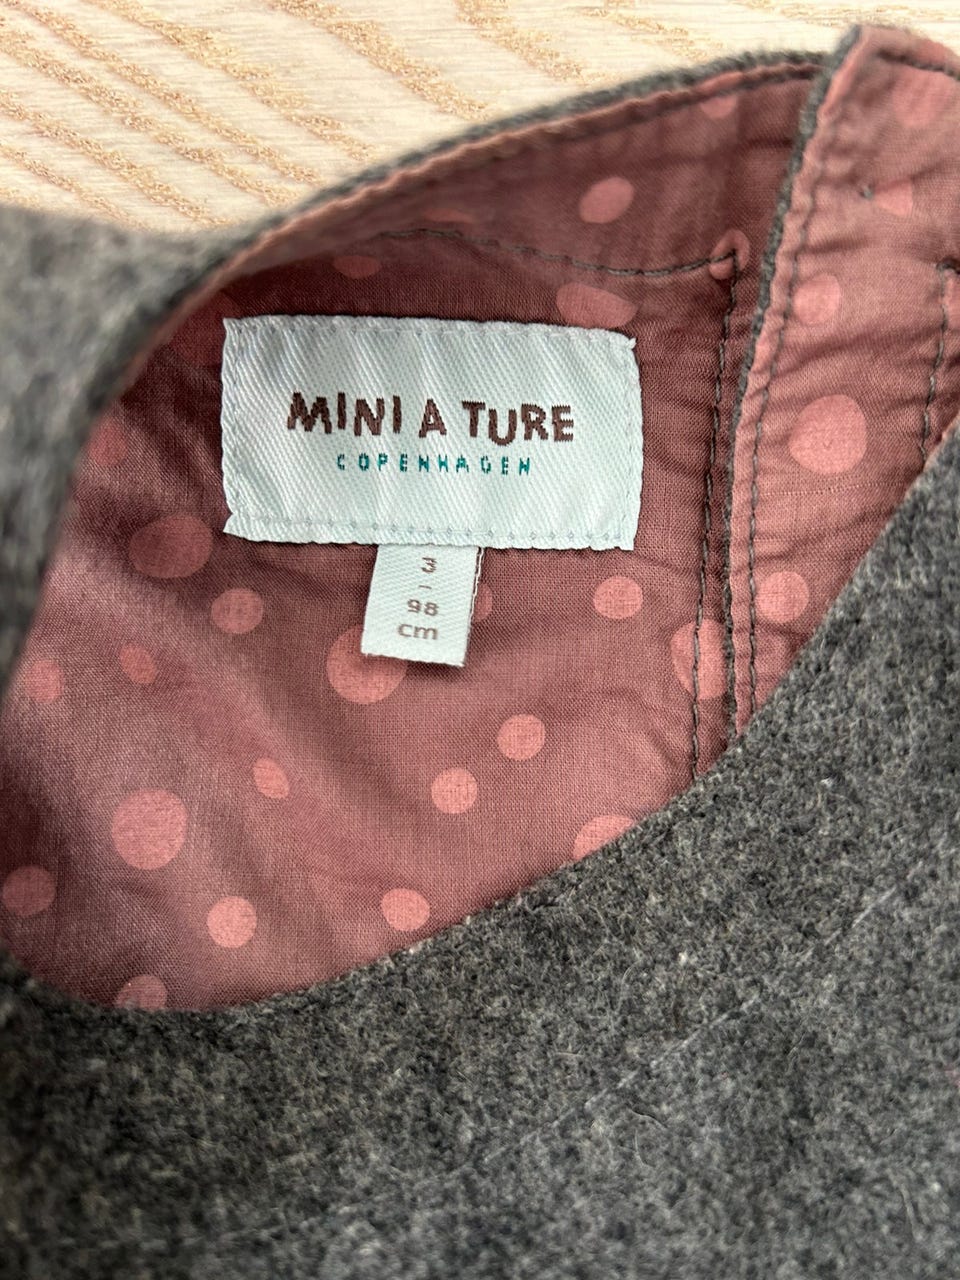 MINI A TURE
COPENHAGEN
3
-
98
cm